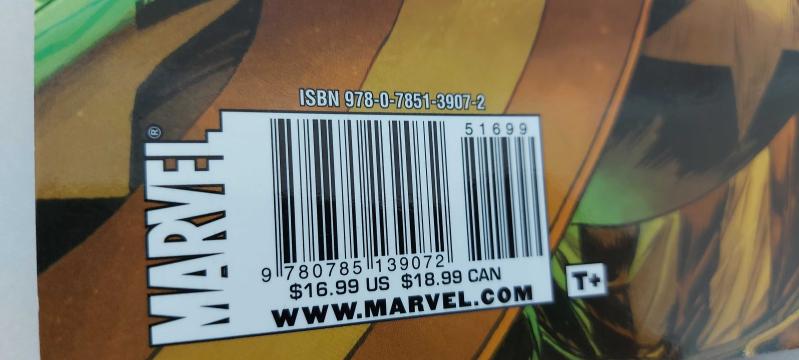 ISBN 978-0-7851-3907-2
MARVEL®
51699
9 780785 139072
$16.99 US $18.99 CAN
WWW.MARVEL.COM
T+